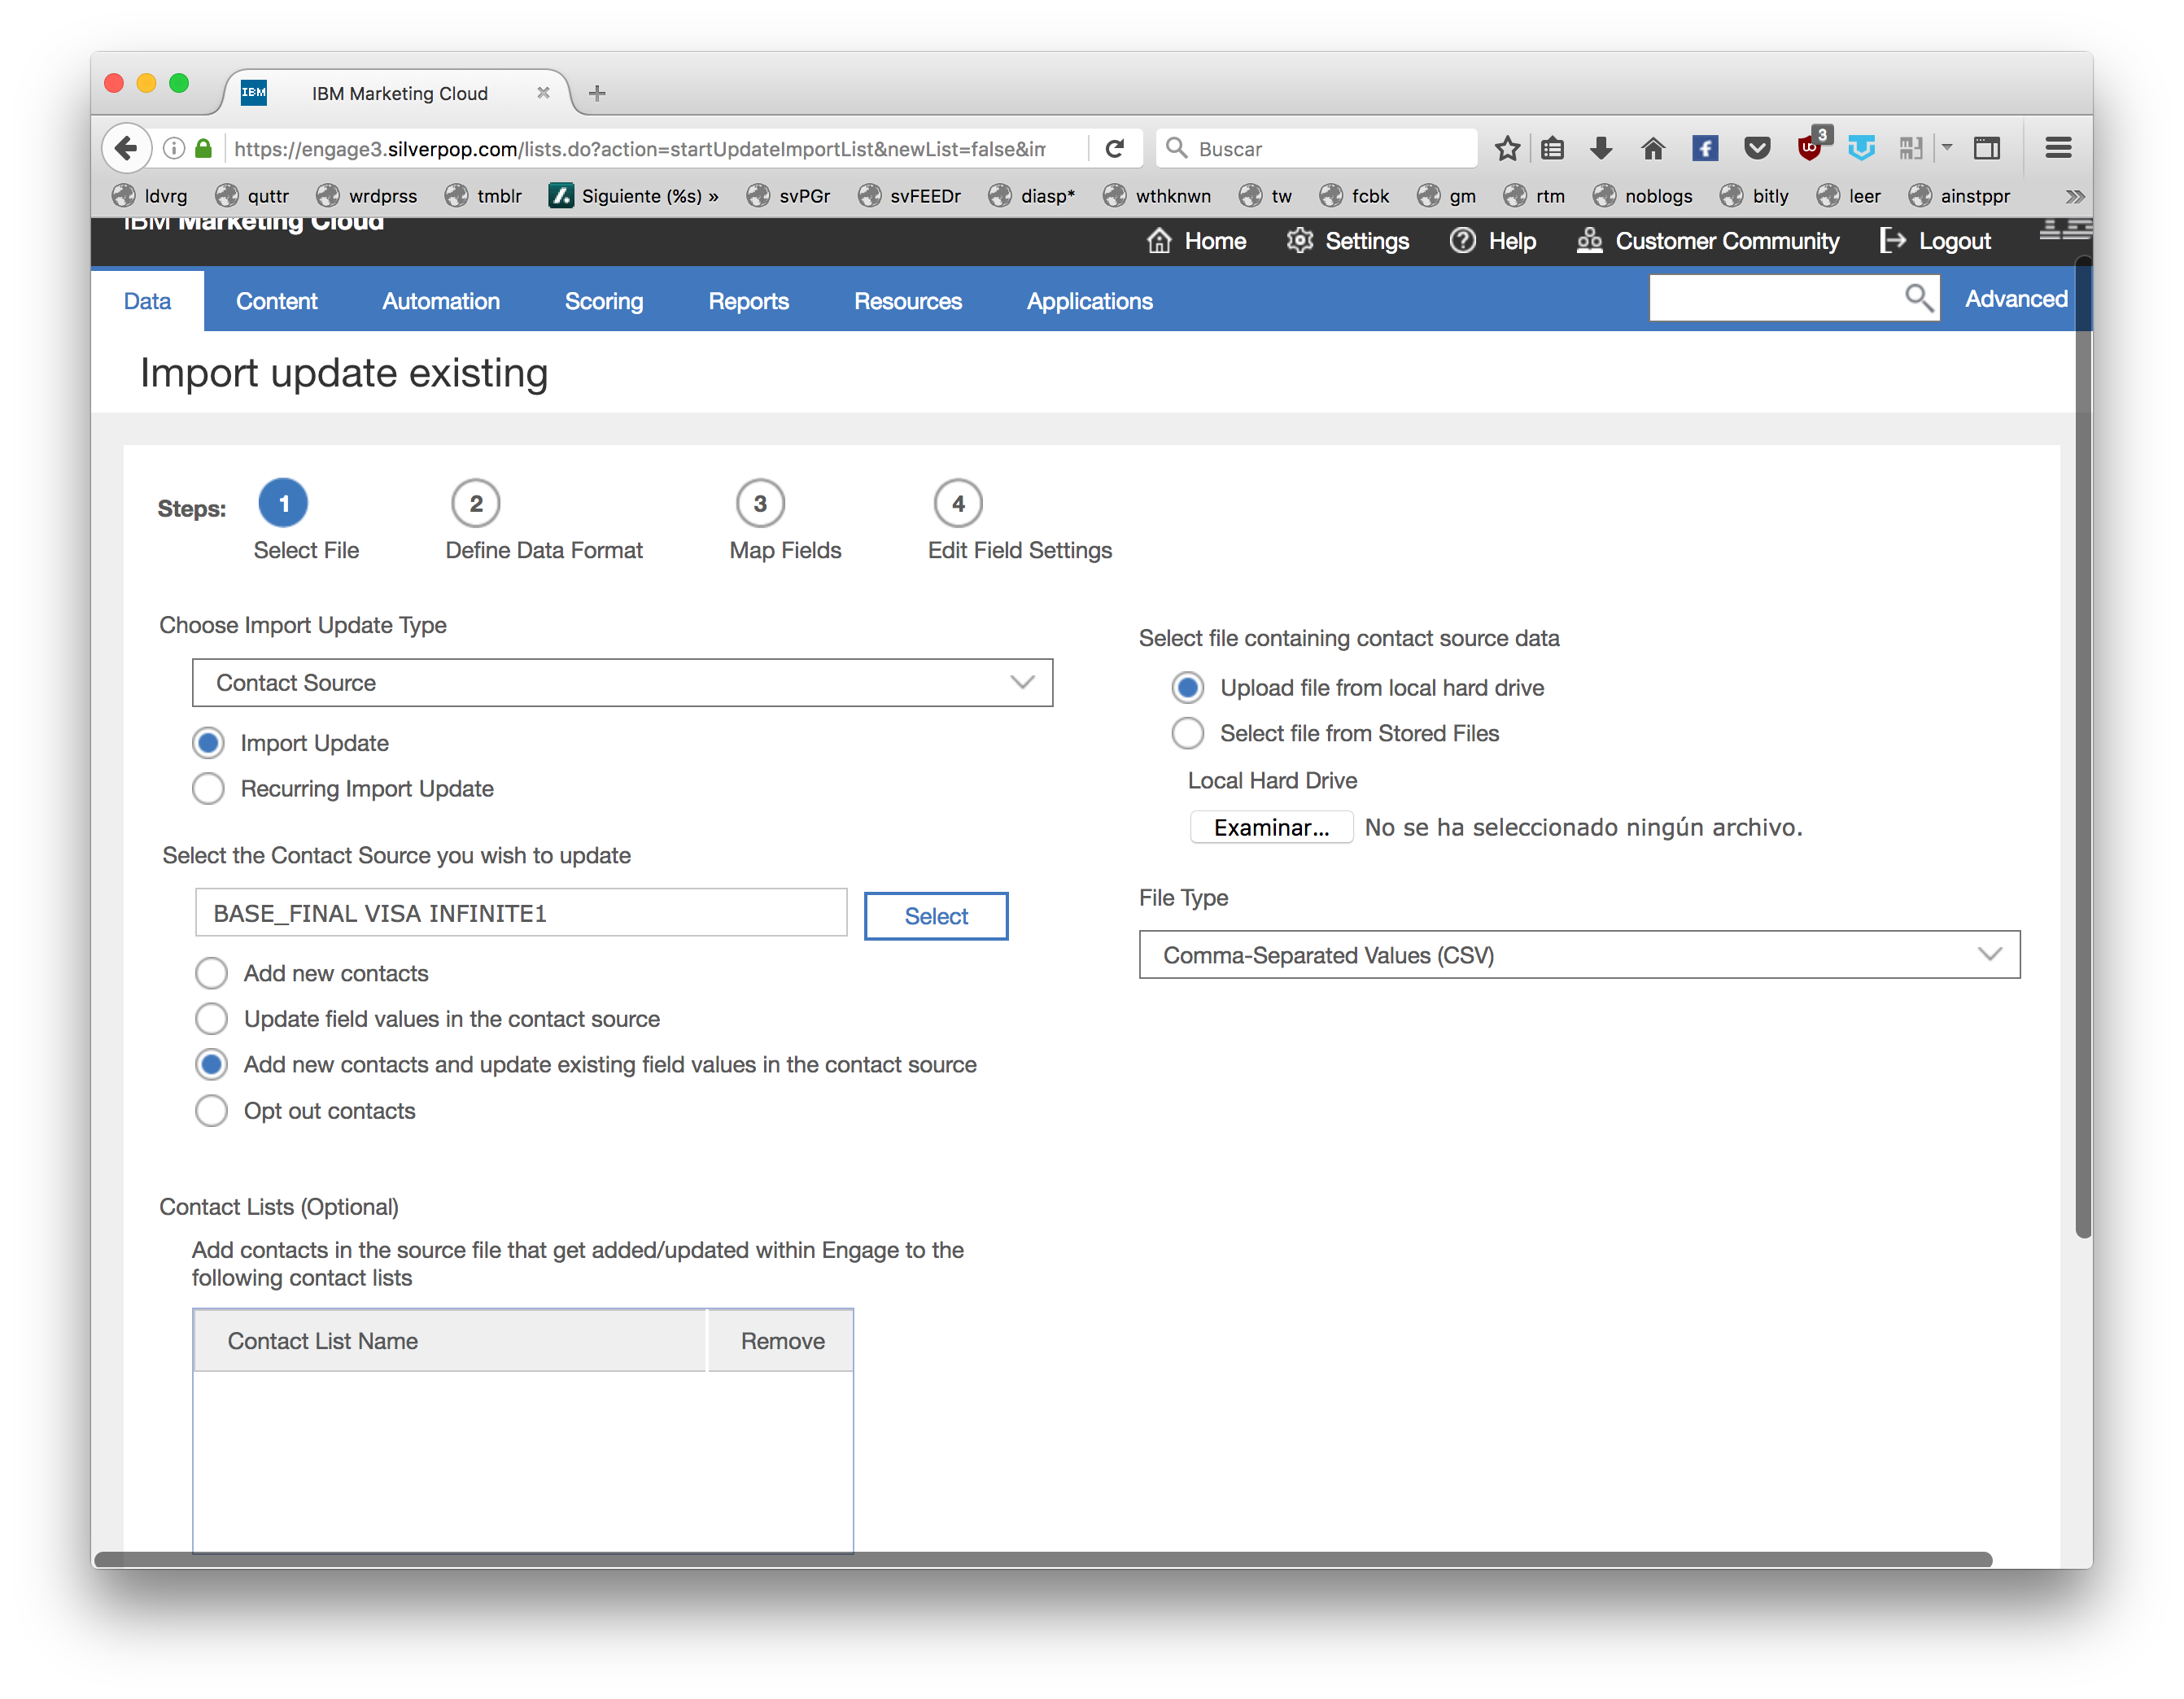 IBM Marketing Cloud
https://engage3.silverpop.com/lists.do?action=startUpdateImportList&newList=false&im
Buscar
3
ldvrg quttr wrdprss tmblr Siguiente (%s) » svPGr svFEEDr diasp* wthknwn tw fcbk gm rtm noblogs bitly leer ainstppr »
IBM Marketing Cloud
Home Settings Help Customer Community Logout
Data Content Automation Scoring Reports Resources Applications Advanced
Import update existing
Steps: 1 2 3 4
Select File Define Data Format Map Fields Edit Field Settings
Choose Import Update Type
Contact Source
Import Update
Recurring Import Update
Select the Contact Source you wish to update
BASE_FINAL VISA INFINITE1 Select
Add new contacts
Update field values in the contact source
Add new contacts and update existing field values in the contact source
Opt out contacts
Contact Lists (Optional)
Add contacts in the source file that get added/updated within Engage to the
following contact lists
Contact List Name Remove
Select file containing contact source data
Upload file from local hard drive
Select file from Stored Files
Local Hard Drive
Examinar... No se ha seleccionado ningún archivo.
File Type
Comma-Separated Values (CSV)